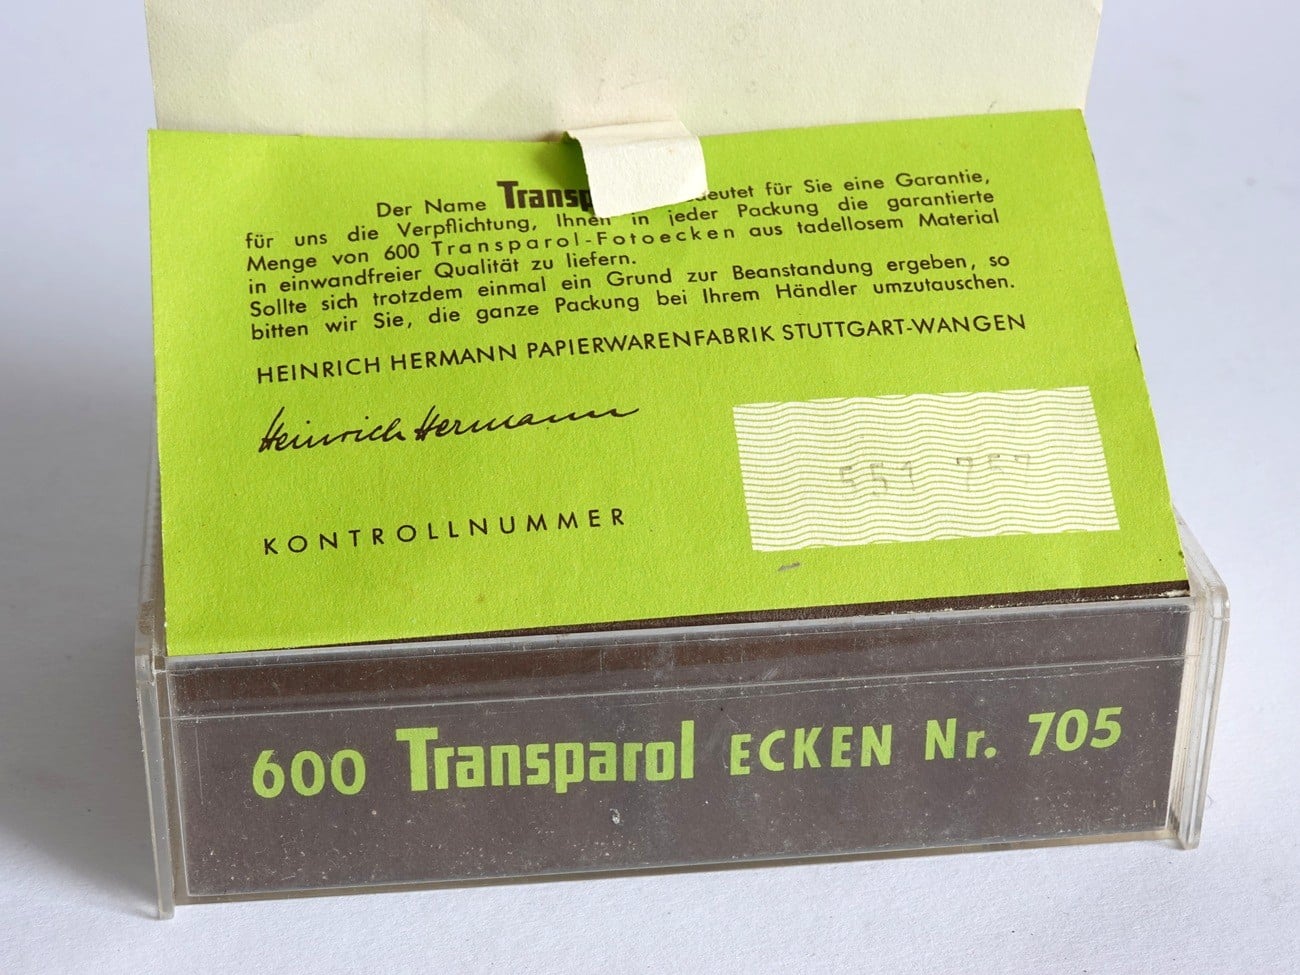 Der Name Transp deutet für Sie eine Garantie,
für uns die Verpflichtung, Ihnen in jeder Packung die garantierte
Menge von 600 Transparol-Fotoecken aus tadellosem Material
in einwandfreier Qualität zu liefern.
Sollte sich trotzdem einmal ein Grund zur Beanstandung ergeben, so
bitten wir Sie, die ganze Packung bei Ihrem Händler umzutauschen.
HEINRICH HERMANN PAPIERWARENFABRIK STUTTGART-WANGEN
Heinrich Hermann
551 757
KONTROLLNUMMER
600 Transparol ECKEN Nr. 705